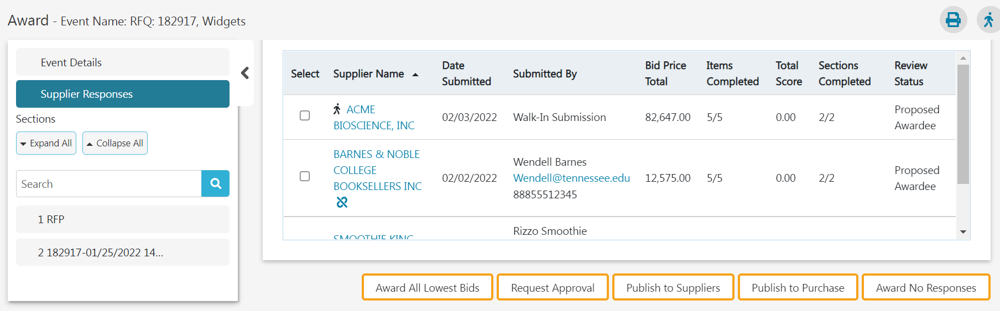 Award - Event Name: RFQ: 182917, Widgets
Event Details
Supplier Responses
Sections
Expand All
Collapse All
Search
1 RFP
2 182917-01/25/2022 14...
Select
Supplier Name
Date
Submitted
Submitted By
Bid Price
Total
Items
Completed
Total
Score
Sections
Completed
Review
Status
ACME
BIOSCIENCE, INC
02/03/2022
Walk-In Submission
82,647.00
5/5
0.00
2/2
Proposed
Awardee
BARNES & NOBLE
COLLEGE
BOOKSELLERS INC
02/02/2022
Wendell Barnes
Wendell@tennessee.edu
88855512345
12,575.00
5/5
0.00
2/2
Proposed
Awardee
SMOOTHIE KING
Rizzo Smoothie
Award All Lowest Bids
Request Approval
Publish to Suppliers
Publish to Purchase
Award No Responses